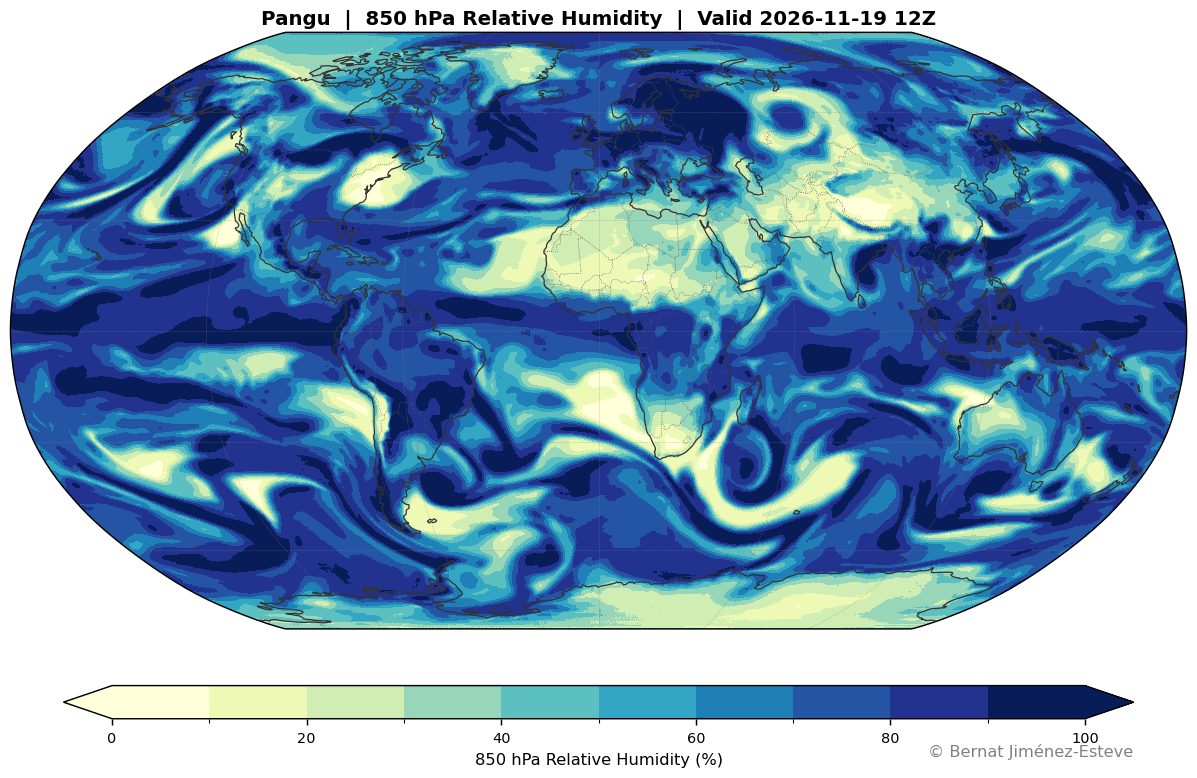 Pangu  |  850 hPa Relative Humidity  |  Valid 2026-11-19 12Z
0 20 40 60 80 100
850 hPa Relative Humidity (%)
© Bernat Jiménez-Esteve